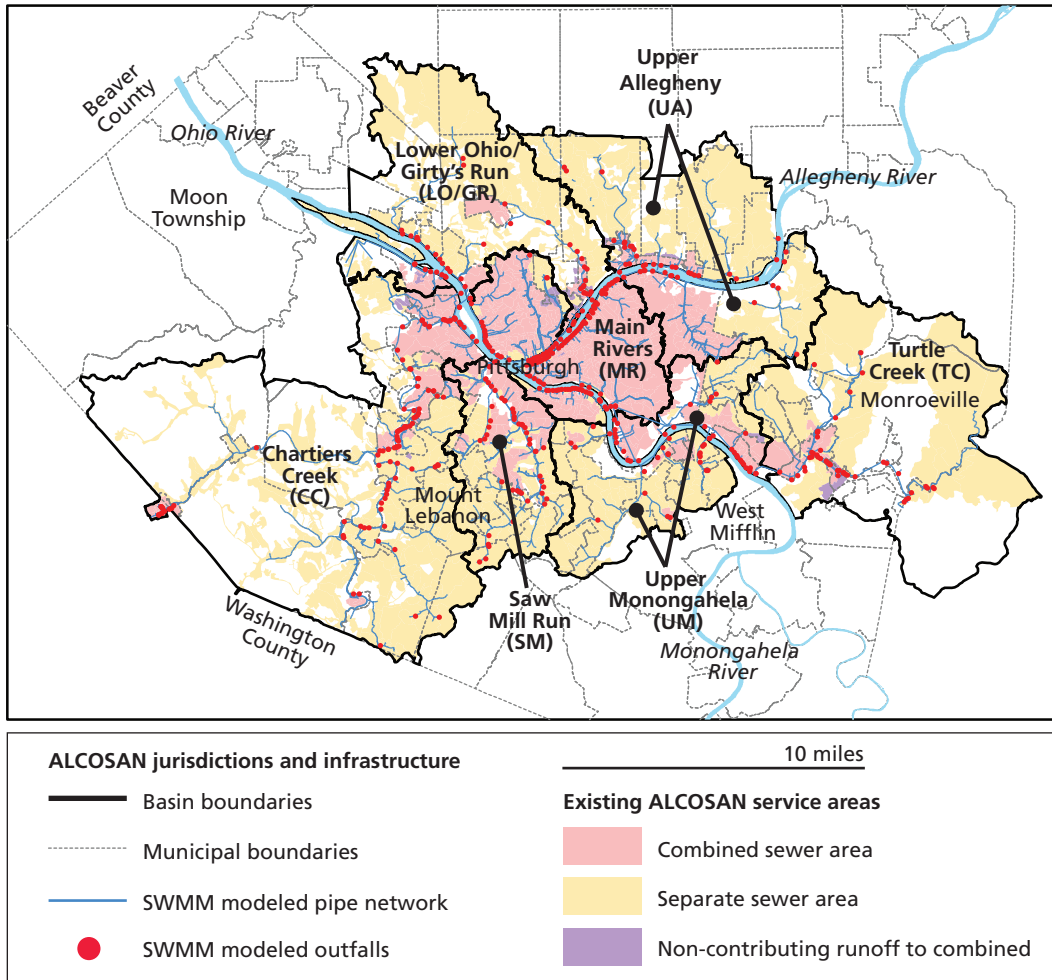 Upper
Allegheny
(UA)
Beaver
County
Ohio River
Lower Ohio/
Girty's Run
(LO/GR)
Allegheny River
Moon
Township
Main
Rivers
(MR)
Pittsburgh
Turtle
Creek (TC)
Monroeville
Chartiers
Creek
(CC)
Mount
Lebanon
West
Mifflin
Saw
Mill Run
(SM)
Upper
Monongahela
(UM)
Washington
County
Monongahela
River
ALCOSAN jurisdictions and infrastructure
Basin boundaries
Municipal boundaries
SWMM modeled pipe network
SWMM modeled outfalls
10 miles
Existing ALCOSAN service areas
Combined sewer area
Separate sewer area
Non-contributing runoff to combined